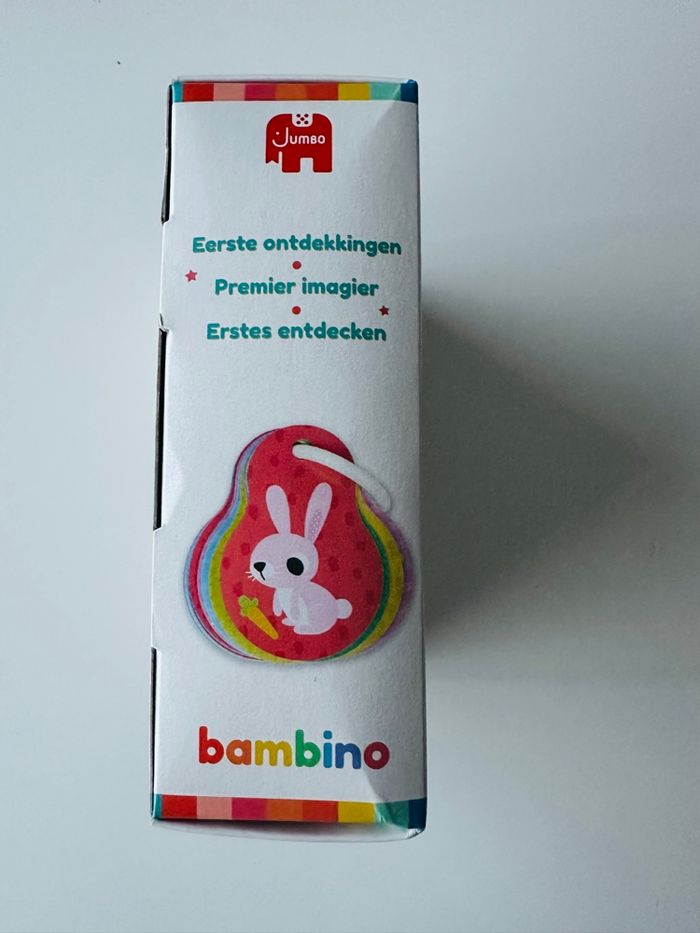 Jumbo
Eerste ontdekkingen
Premier imagier
Erstes entdecken
bambino